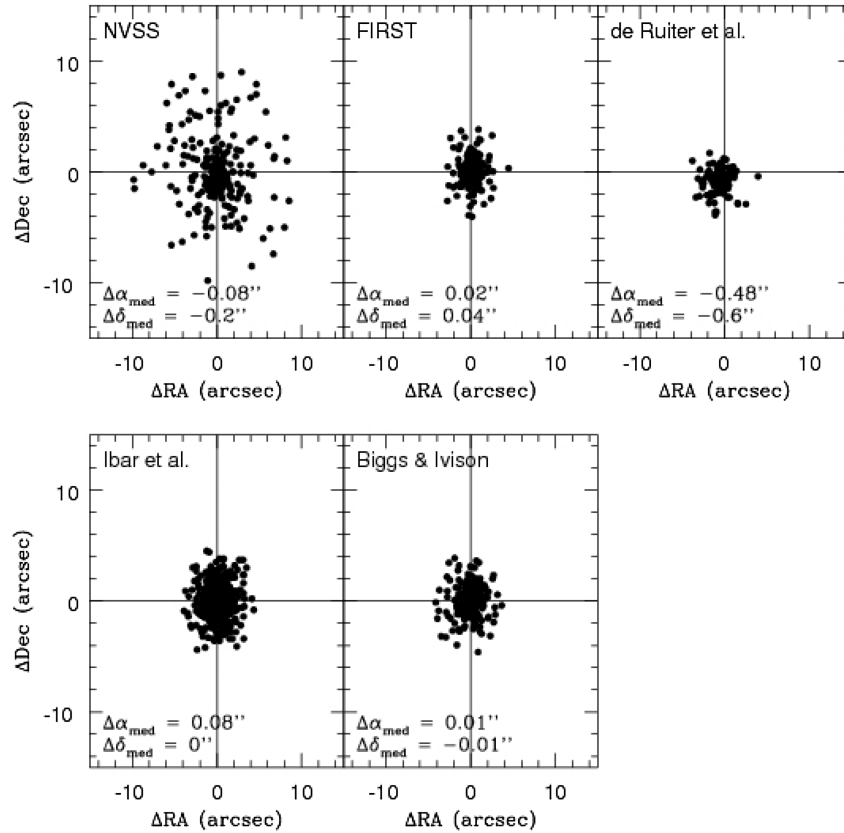 NVSS
FIRST
de Ruiter et al.
10
0
-10
ΔDec (arcsec)
Δα_med = −0.08’’
Δδ_med = −0.2’’
Δα_med = 0.02’’
Δδ_med = 0.04’’
Δα_med = −0.48’’
Δδ_med = −0.6’’
-10 0 10
-10 0 10
-10 0 10
ΔRA (arcsec)
ΔRA (arcsec)
ΔRA (arcsec)
Ibar et al.
Biggs & Ivison
10
0
-10
ΔDec (arcsec)
Δα_med = 0.08’’
Δδ_med = 0’’
Δα_med = 0.01’’
Δδ_med = −0.01’’
-10 0 10
-10 0 10
ΔRA (arcsec)
ΔRA (arcsec)